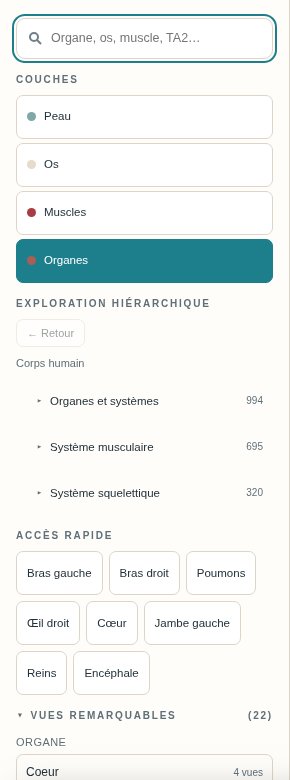 Organe, os, muscle, TA2…
COUCHES
Peau
Os
Muscles
Organes
EXPLORATION HIÉRARCHIQUE
← Retour
Corps humain
▸ Organes et systèmes 994
▸ Système musculaire 695
▸ Système squelettique 320
ACCÈS RAPIDE
Bras gauche Bras droit Poumons
Œil droit Cœur Jambe gauche
Reins Encéphale
▾ VUES REMARQUABLES (22)
ORGANE
Coeur 4 vues